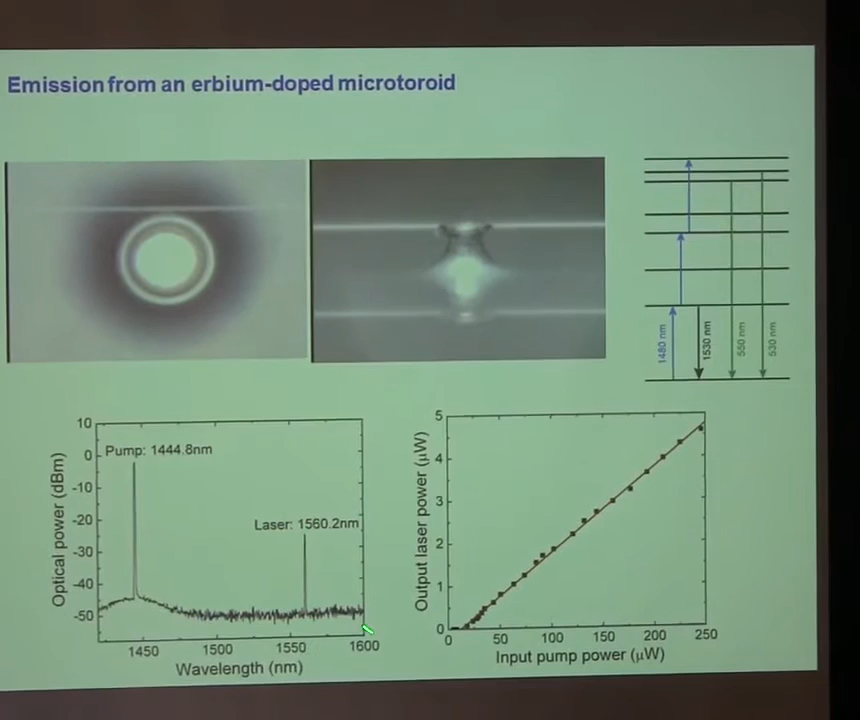 Emission from an erbium-doped microtoroid
1480 nm
1530 nm
550 nm
530 nm
10
0
-10
-20
-30
-40
-50
Optical power (dBm)
Pump: 1444.8nm
Laser: 1560.2nm
1450
1500
1550
1600
Wavelength (nm)
5
4
3
2
1
0
Output laser power (μW)
0
50
100
150
200
250
Input pump power (μW)